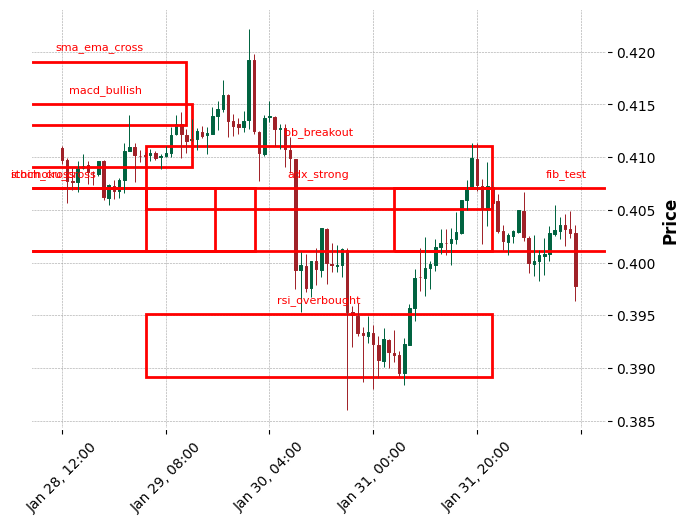 sma_ema_cross
0.420
macd_bullish
0.415
bb_breakout
0.410
adx_strong
fib_test
0.405
0.400
rsi_overbought
0.395
0.390
0.385
Price
Jan 28, 12:00
Jan 29, 08:00
Jan 30, 04:00
Jan 31, 00:00
Jan 31, 20:00